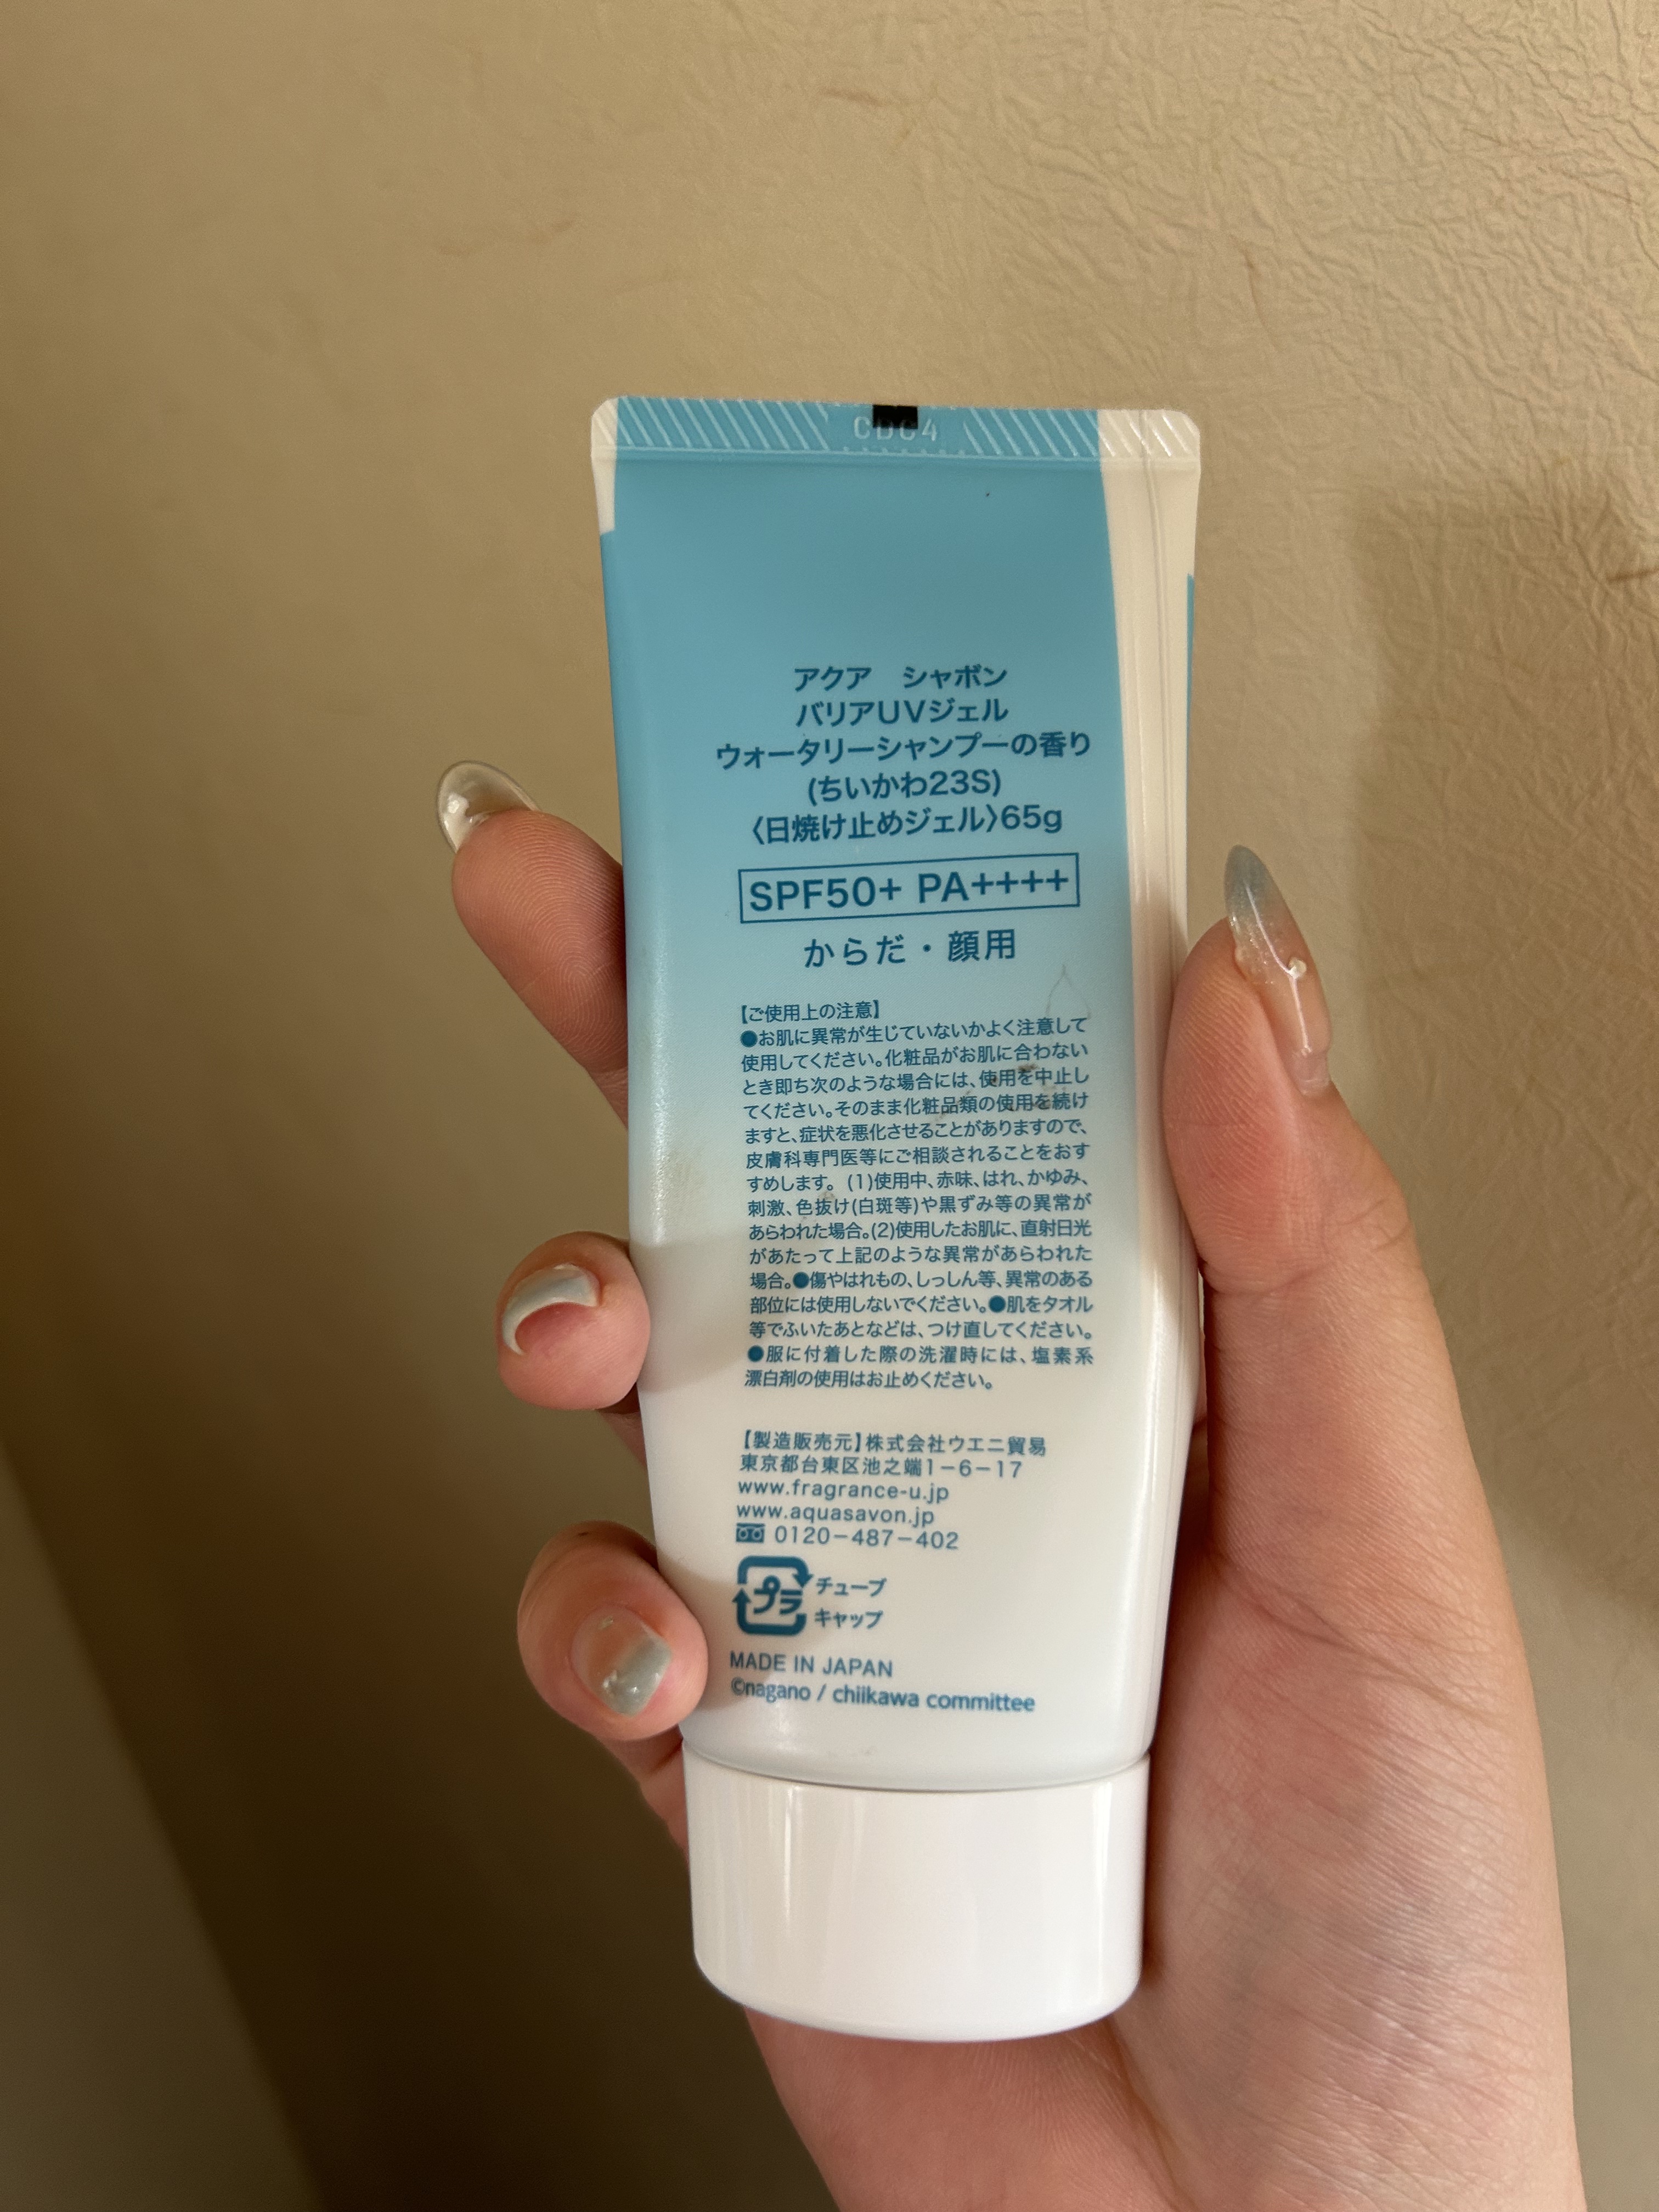 CDC4
アクア　シャボン
バリアUVジェル
ウォータリーシャンプーの香り
(ちいかわ23S)
〈日焼け止めジェル〉65g
SPF50+ PA++++
からだ・顔用
【ご使用上の注意】
●お肌に異常が生じていないかよく注意して
使用してください。化粧品がお肌に合わない
とき即ち次のような場合には、使用を中止し
てください。そのまま化粧品類の使用を続け
ますと、症状を悪化させることがありますので、
皮膚科専門医等にご相談されることをおす
すめします。(1)使用中、赤味、はれ、かゆみ、
刺激、色抜け(白斑等)や黒ずみ等の異常が
あらわれた場合。(2)使用したお肌に、直射日光
があたって上記のような異常があらわれた
場合。●傷やはれもの、しっしん等、異常のある
部位には使用しないでください。●肌をタオル
等でふいたあとなどは、つけ直してください。
●服に付着した際の洗濯時には、塩素系
漂白剤の使用はお止めください。
【製造販売元】株式会社ウエニ貿易
東京都台東区池之端1－6－17
www.fragrance-u.jp
www.aquasavon.jp
0120－487－402
プラ チューブ
キャップ
MADE IN JAPAN
©nagano / chiikawa committee